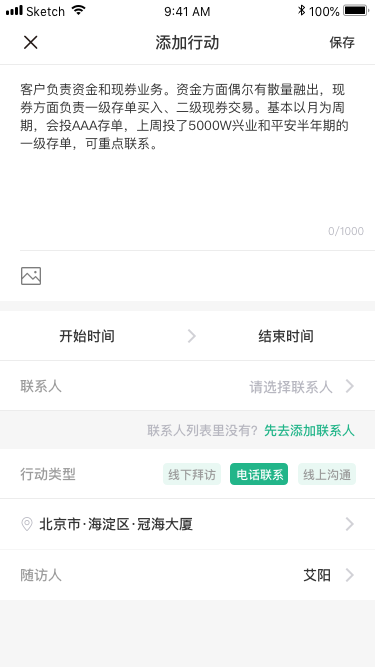 Sketch 9:41 AM 100%
添加行动 保存
客户负责资金和现券业务。资金方面偶尔有散量融出，现
券方面负责一级存单买入、二级现券交易。基本以月为周
期，会投AAA存单，上周投了5000W兴业和平安半年期的
一级存单，可重点联系。
0/1000
开始时间 结束时间
联系人 请选择联系人
联系人列表里没有? 先去添加联系人
行动类型 线下拜访 电话联系 线上沟通
北京市·海淀区·冠海大厦
随访人 艾阳